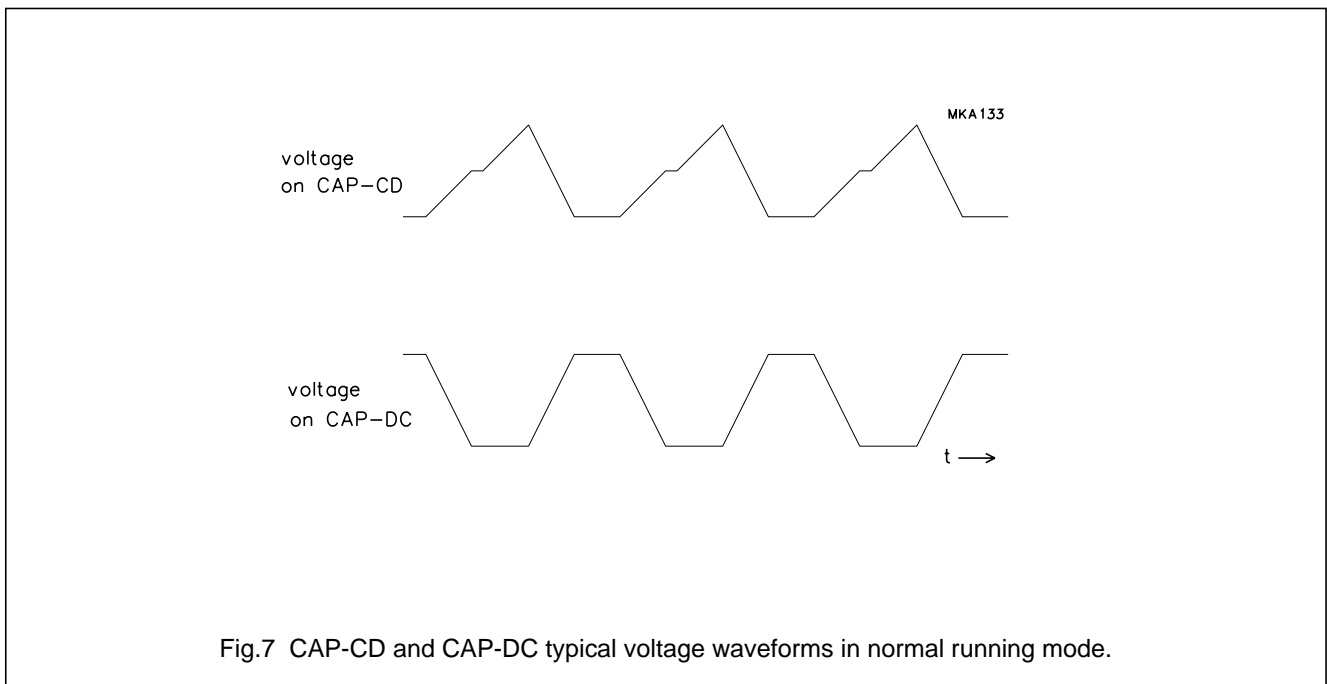 MKA133
voltage
on CAP-CD
voltage
on CAP-DC
t
Fig.7 CAP-CD and CAP-DC typical voltage waveforms in normal running mode.